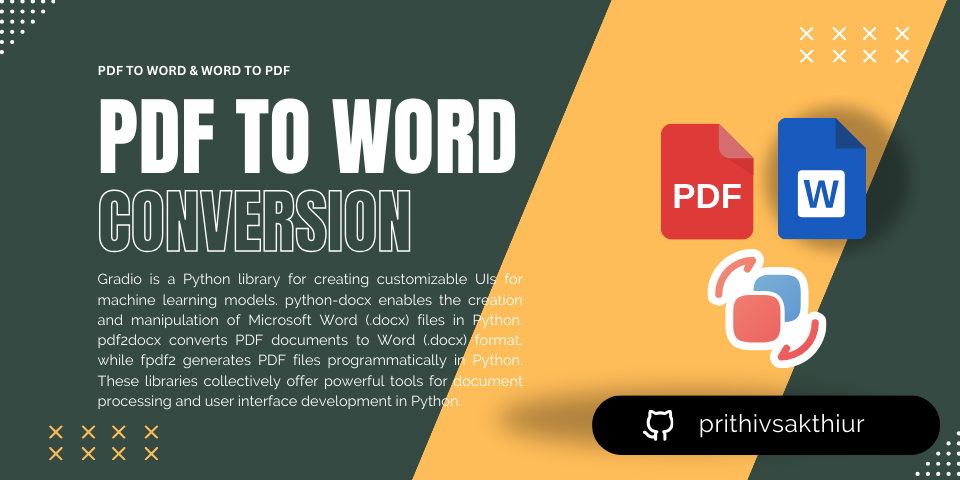 PDF TO WORD & WORD TO PDF
PDF TO WORD
CONVERSION
Gradio is a Python library for creating customizable UIs for
machine learning models. python-docx enables the creation
and manipulation of Microsoft Word (.docx) files in Python.
pdf2docx converts PDF documents to Word (.docx) format,
while fpdf2 generates PDF files programmatically in Python.
These libraries collectively offer powerful tools for document
processing and user interface development in Python.
PDF
W
prithivsakthiur